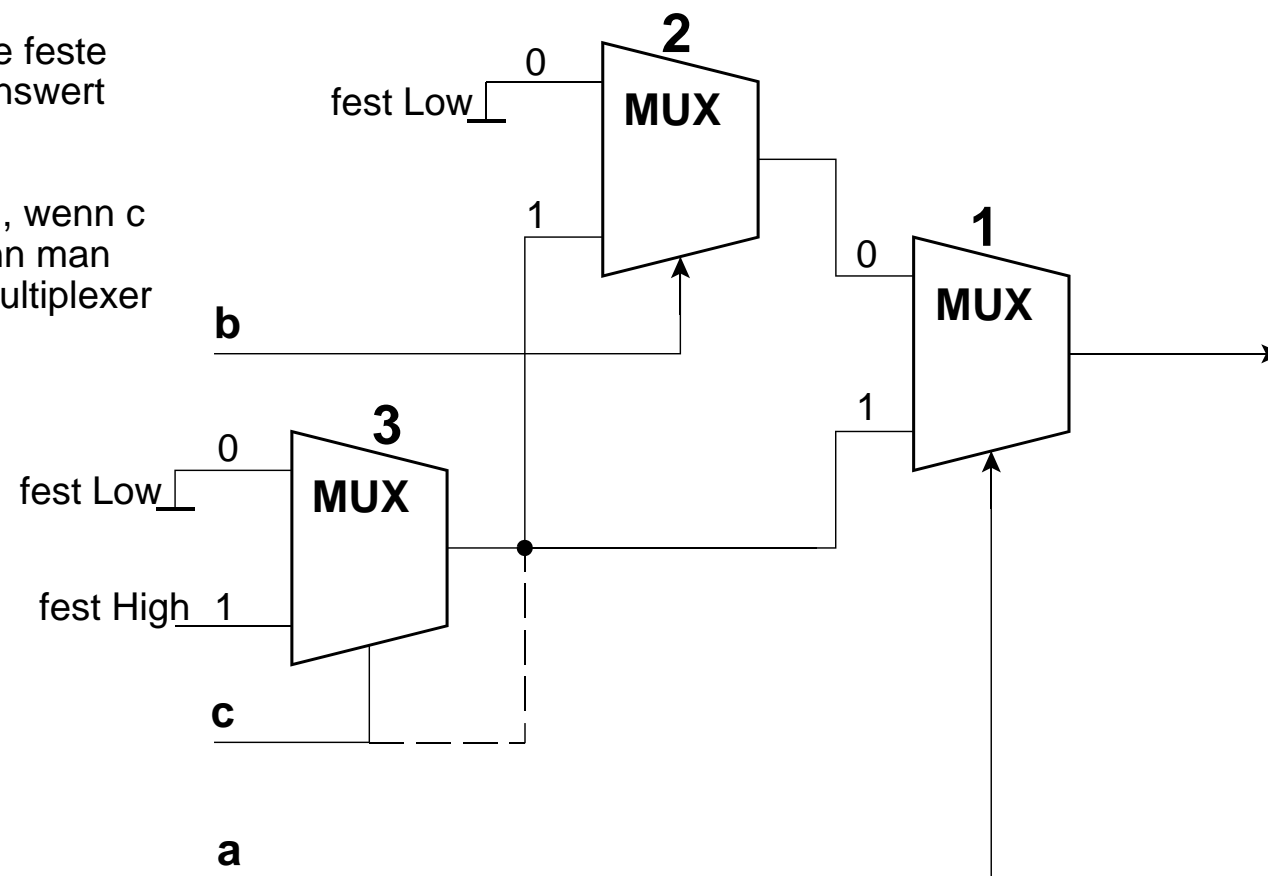 e feste
nswert
, wenn c
nn man
ultiplexer
2
0
fest Low
MUX
1
b
1
0
MUX
1
3
0
fest Low
MUX
fest High 1
c
a